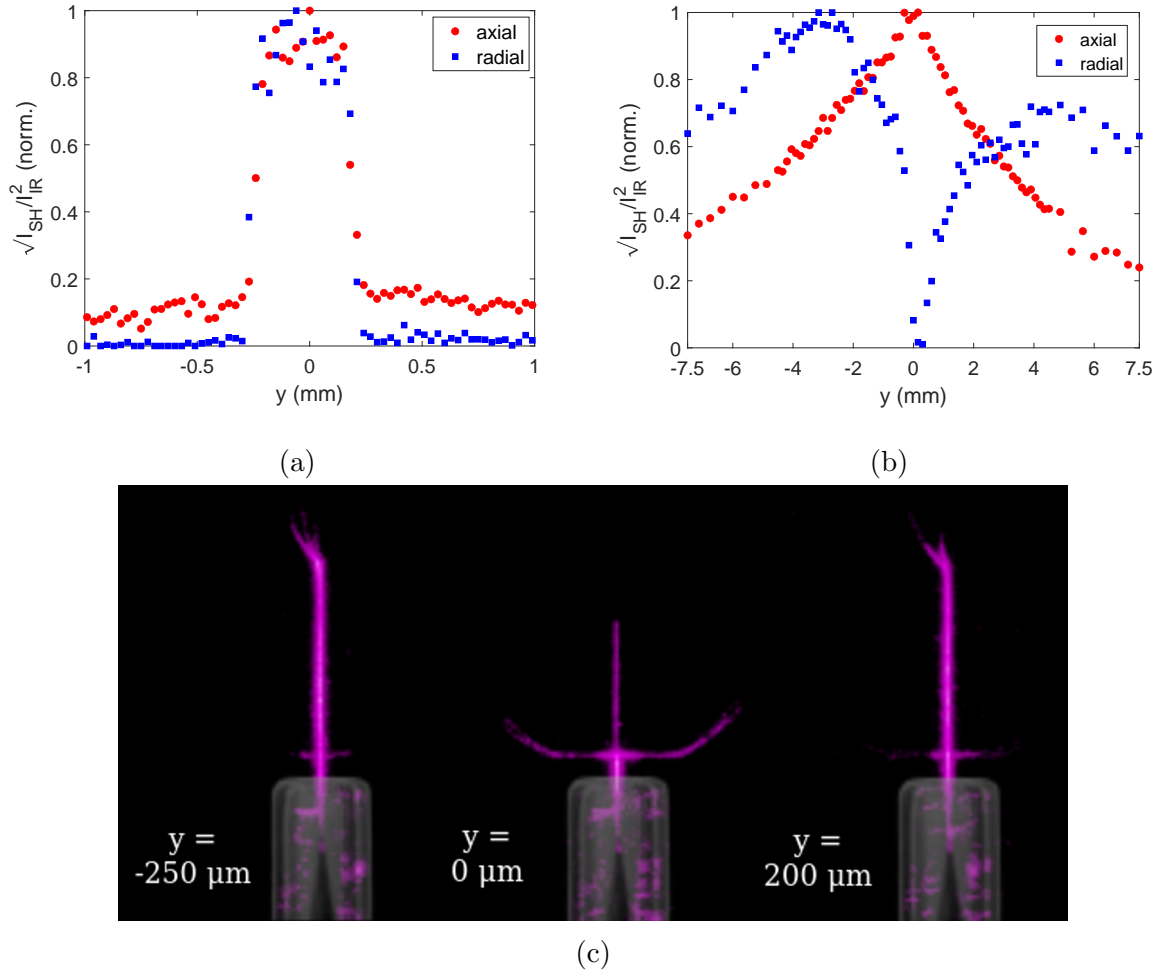 1
0.8
0.6
0.4
0.2
0
-1
-0.5
0
0.5
1
√I_SH/I²_IR (norm.)
y (mm)
axial
radial
(a)
1
0.8
0.6
0.4
0.2
0
-7.5
-6
-4
-2
0
2
4
6
7.5
√I_SH/I²_IR (norm.)
y (mm)
axial
radial
(b)
y =
-250 μm
y =
0 μm
y =
200 μm
(c)